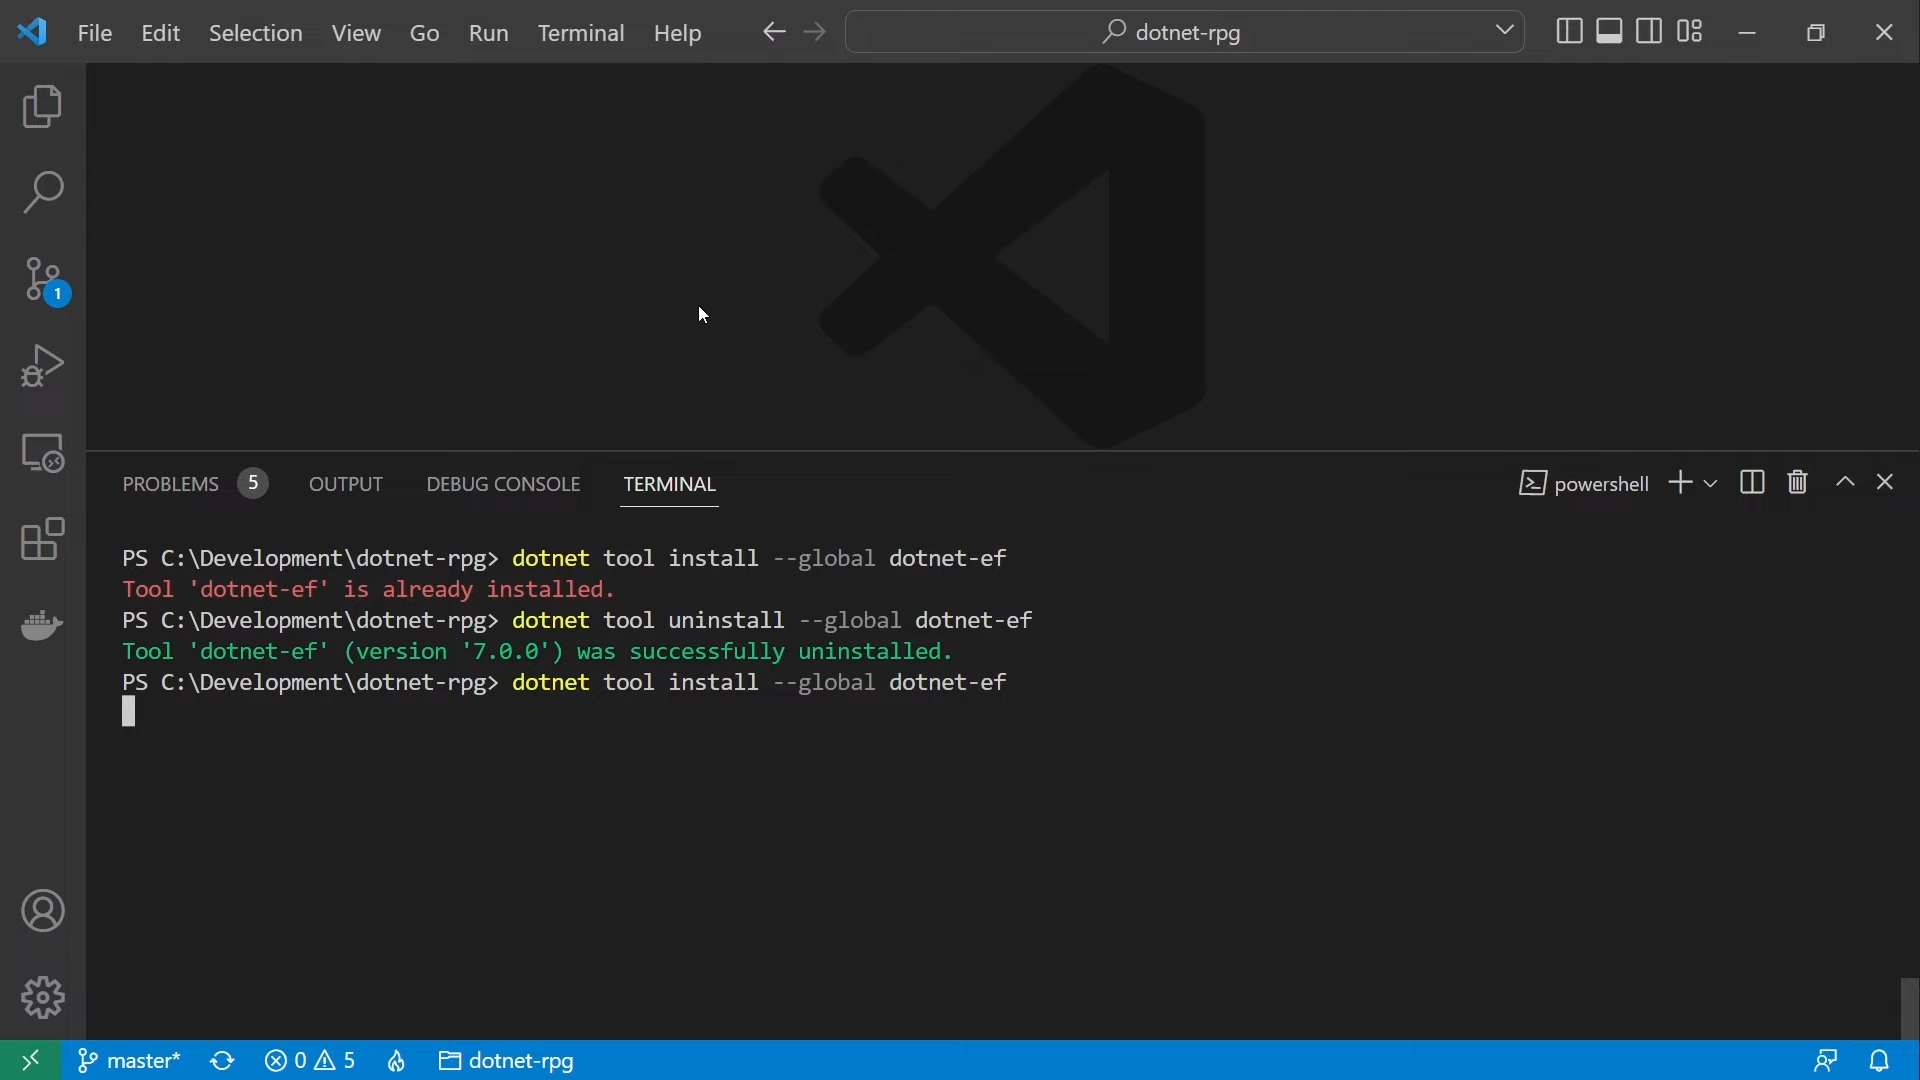 File Edit Selection View Go Run Terminal Help dotnet-rpg
1
PROBLEMS 5 OUTPUT DEBUG CONSOLE TERMINAL powershell
PS C:\Development\dotnet-rpg> dotnet tool install --global dotnet-ef
Tool 'dotnet-ef' is already installed.
PS C:\Development\dotnet-rpg> dotnet tool uninstall --global dotnet-ef
Tool 'dotnet-ef' (version '7.0.0') was successfully uninstalled.
PS C:\Development\dotnet-rpg> dotnet tool install --global dotnet-ef
master* 0 5 dotnet-rpg